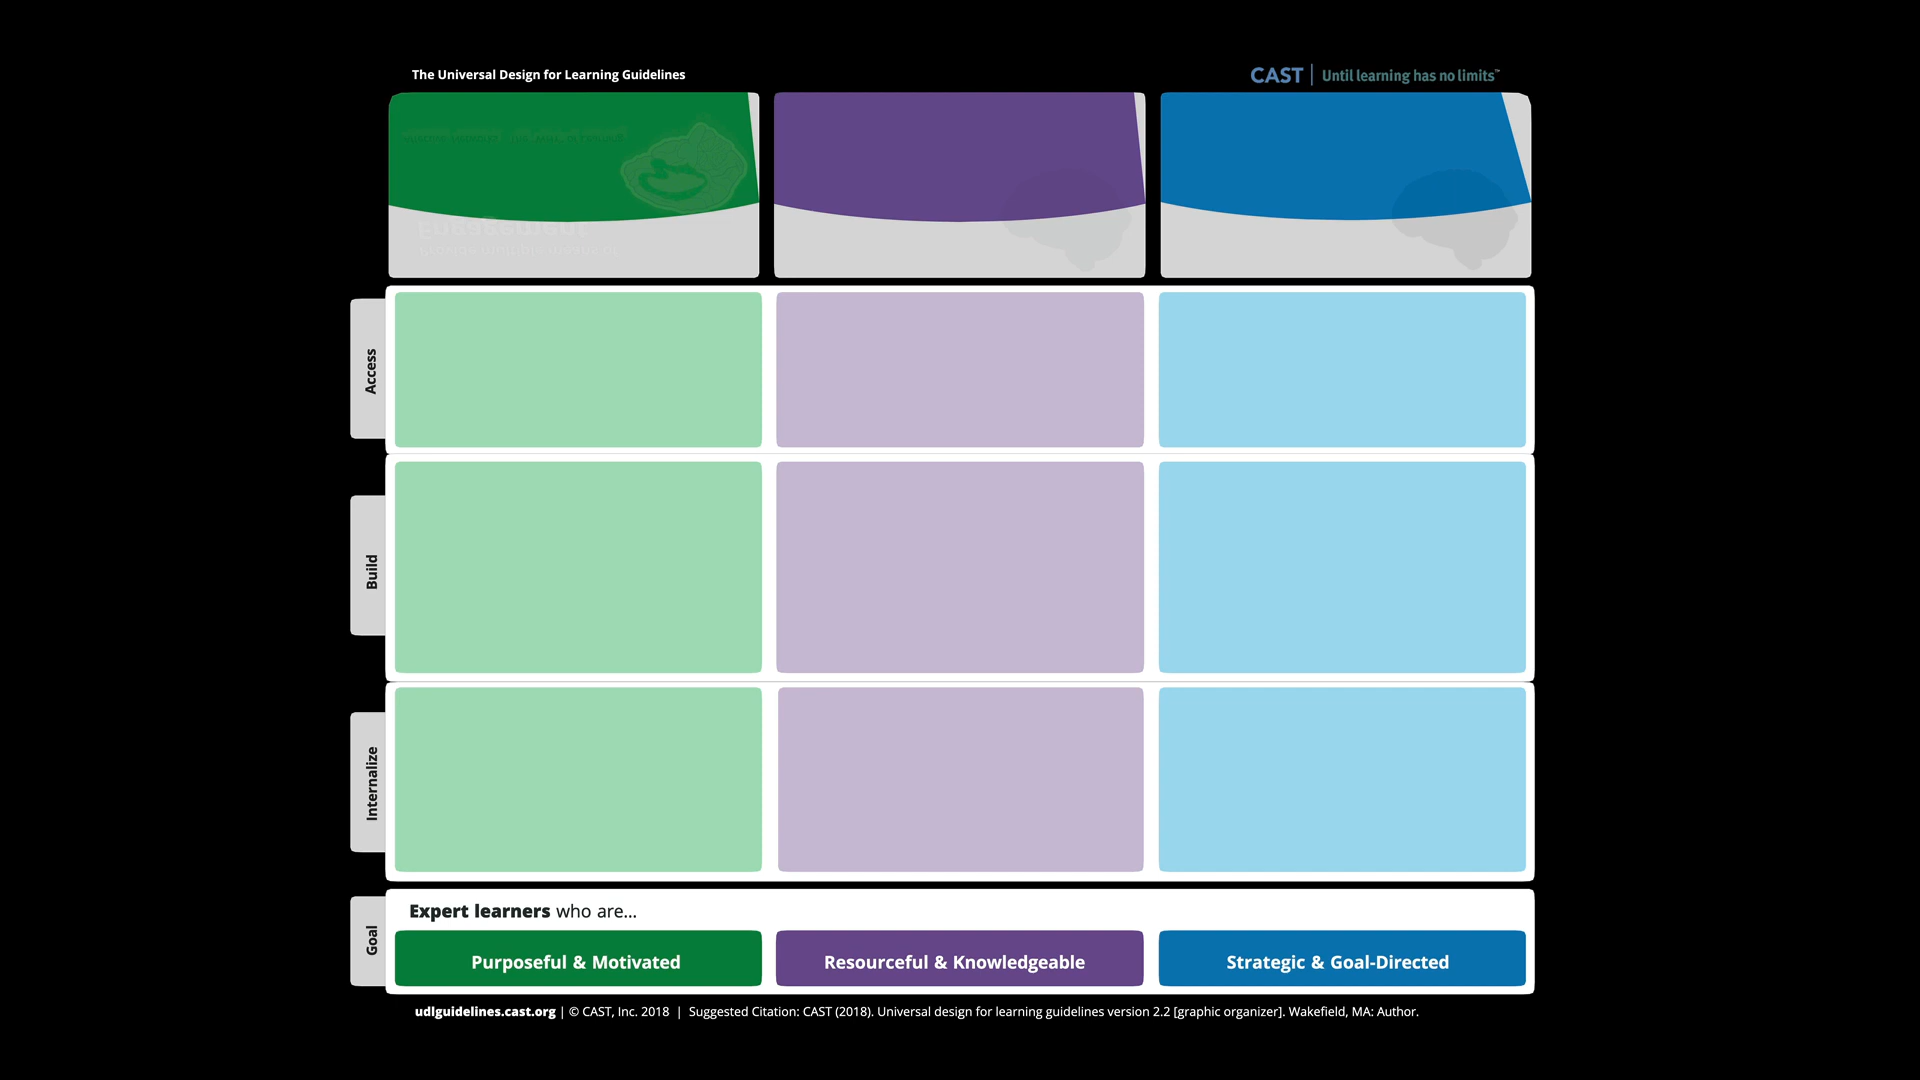 The Universal Design for Learning Guidelines
CAST | Until learning has no limits™
Access
Build
Internalize
Goal
Expert learners who are...
Purposeful & Motivated
Resourceful & Knowledgeable
Strategic & Goal-Directed
udlguidelines.cast.org | © CAST, Inc. 2018 | Suggested Citation: CAST (2018). Universal design for learning guidelines version 2.2 [graphic organizer]. Wakefield, MA: Author.